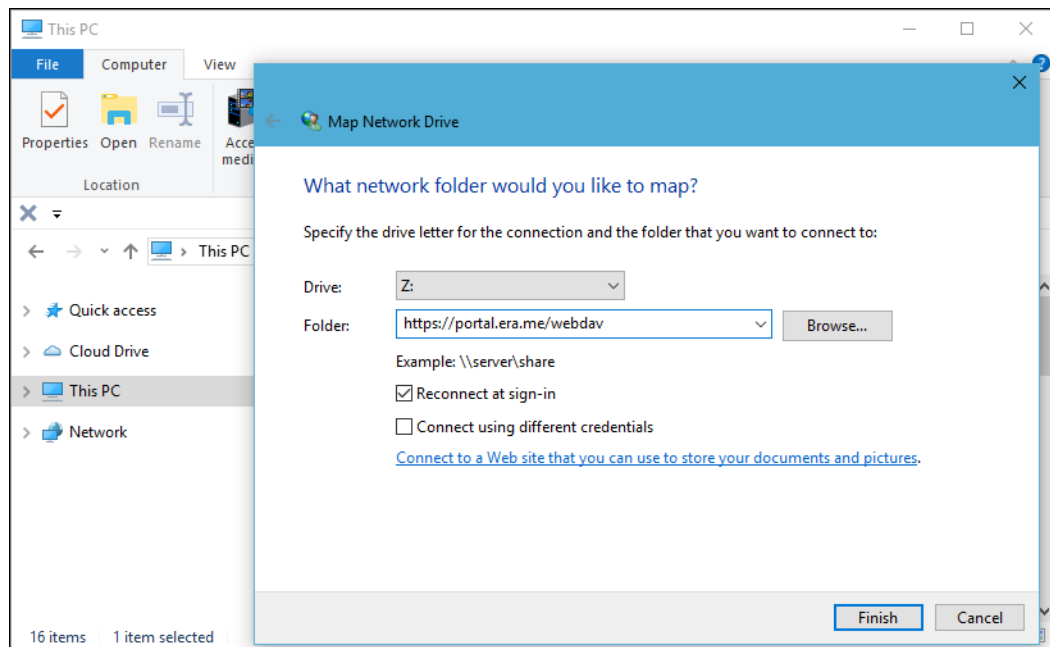 This PC
File Computer View
Map Network Drive
Properties Open Rename
Location
What network folder would you like to map?
Specify the drive letter for the connection and the folder that you want to connect to:
This PC
Drive: Z:
Folder: https://portal.era.me/webdav Browse...
Example: \\server\share
Reconnect at sign-in
Connect using different credentials
Connect to a Web site that you can use to store your documents and pictures.
Quick access
Cloud Drive
This PC
Network
Finish Cancel
16 items 1 item selected